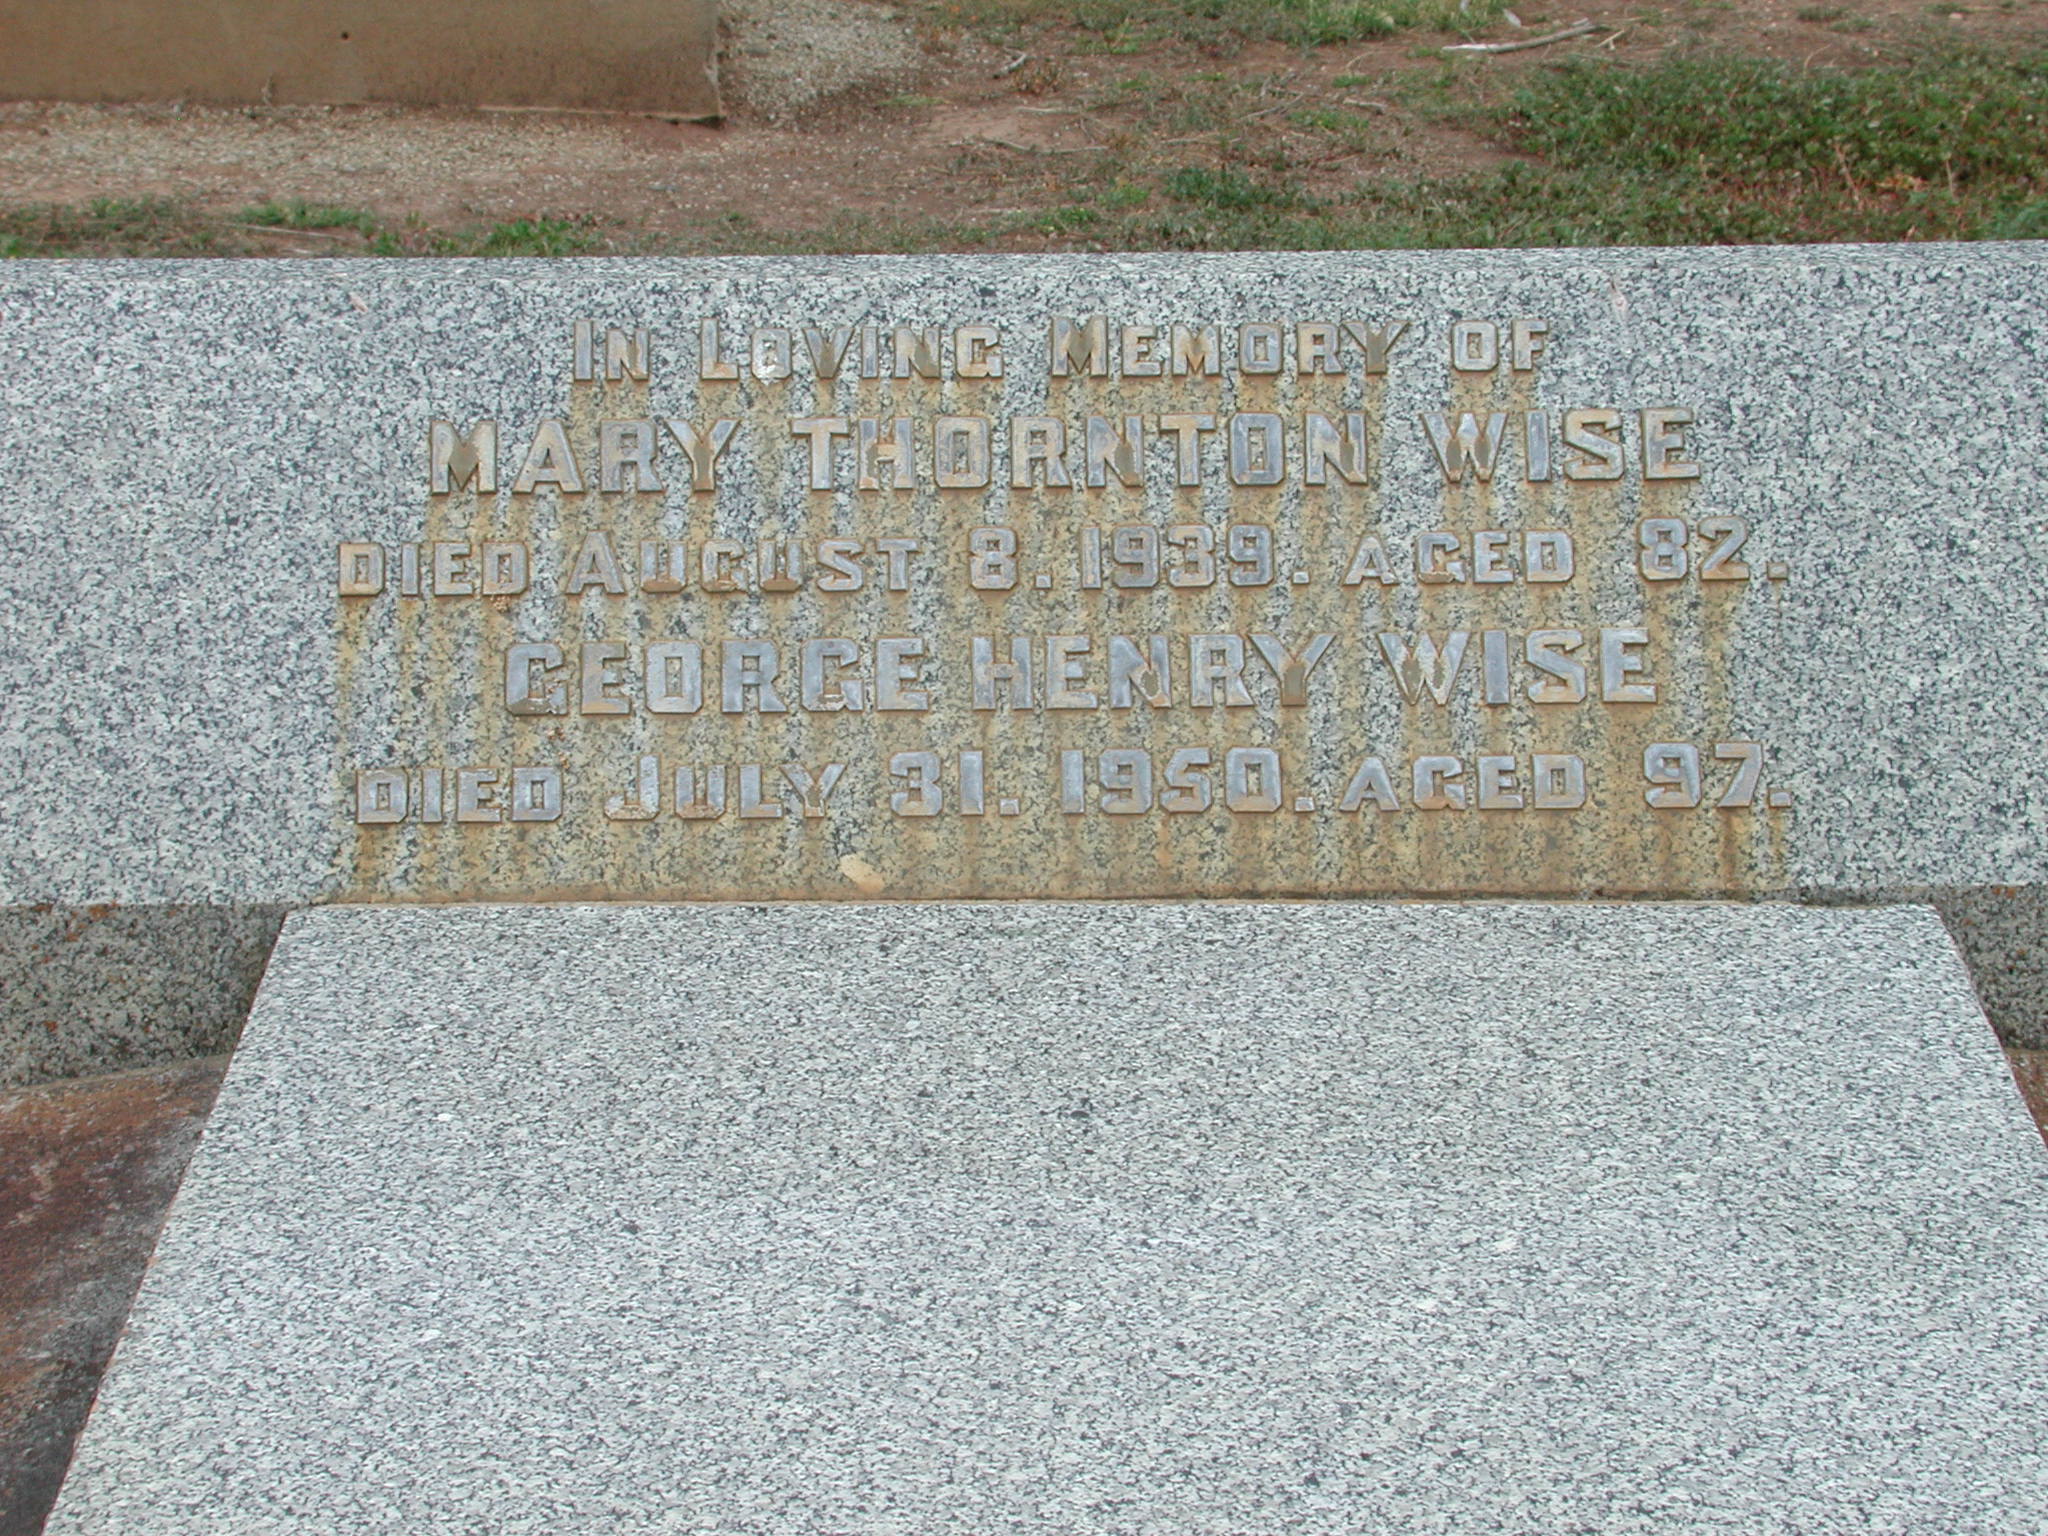 In Loving Memory of
MARY THORNTON WISE
DIED AUGUST 8. 1939. AGED 82.
GEORGE HENRY WISE
DIED JULY 31. 1950. AGED 97.